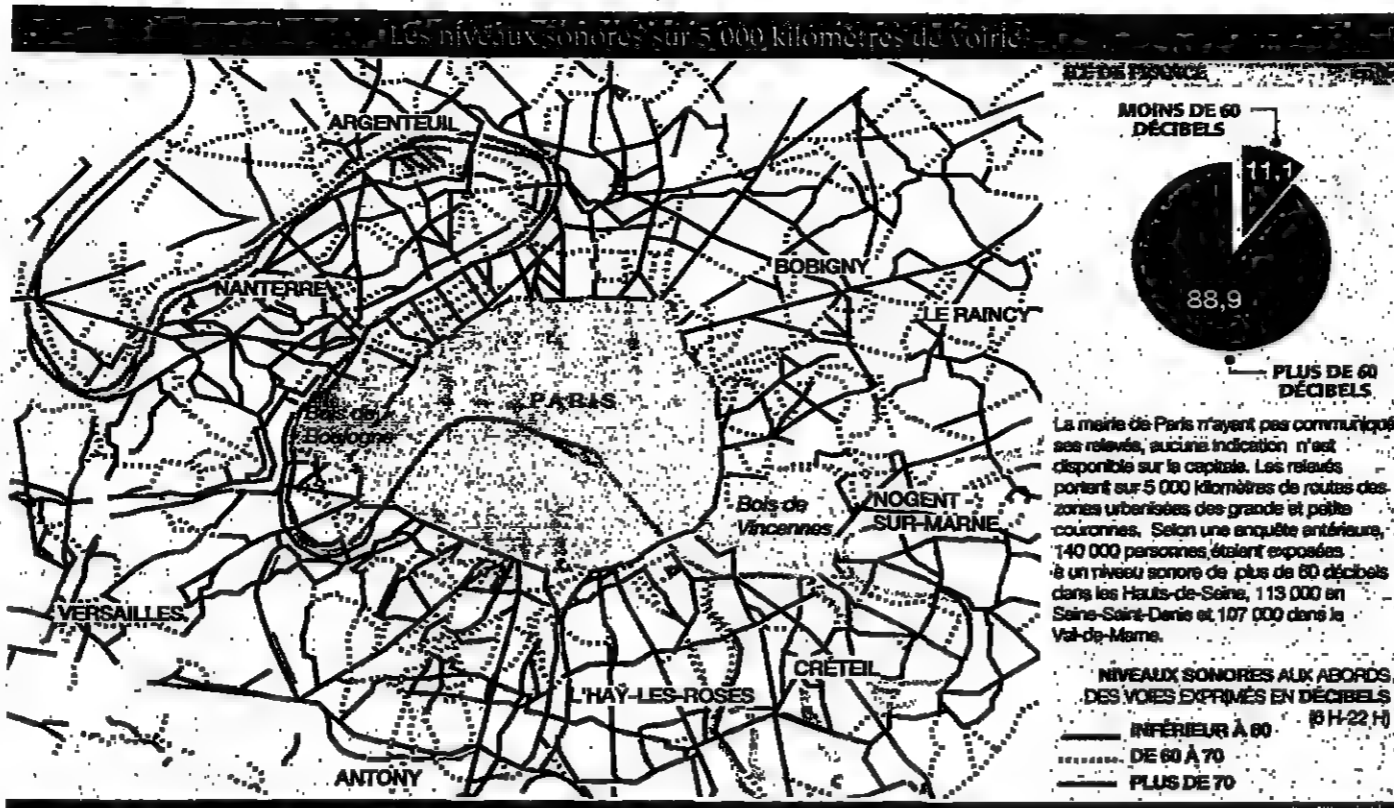 Les niveaux sonores sur 5 000 kilomètres de voirie
ILE DE FRANCE
MOINS DE 60
DÉCIBELS
11,1
88,9
PLUS DE 60
DÉCIBELS
ARGENTEUIL
NANTERRE
BOBIGNY
LE RAINCY
PARIS
Bois de
Boulogne
Bois de
Vincennes
NOGENT
SUR-MARNE
VERSAILLES
CRÉTEIL
L'HAŸ-LES-ROSES
ANTONY
La mairie de Paris n'ayant pas communiqué
ses relevés, aucune indication n'est
disponible sur la capitale. Les relevés
portent sur 5 000 kilomètres de routes des
zones urbanisées des grande et petite
couronnes. Selon une enquête antérieure,
140 000 personnes étaient exposées
à un niveau sonore de plus de 60 décibels
dans les Hauts-de-Seine, 113 000 en
Seine-Saint-Denis et 107 000 dans le
Val-de-Marne.
NIVEAUX SONORES AUX ABORDS
DES VOIES EXPRIMÉS EN DÉCIBELS
(6 H-22 H)
INFÉRIEUR À 60
DE 60 À 70
PLUS DE 70